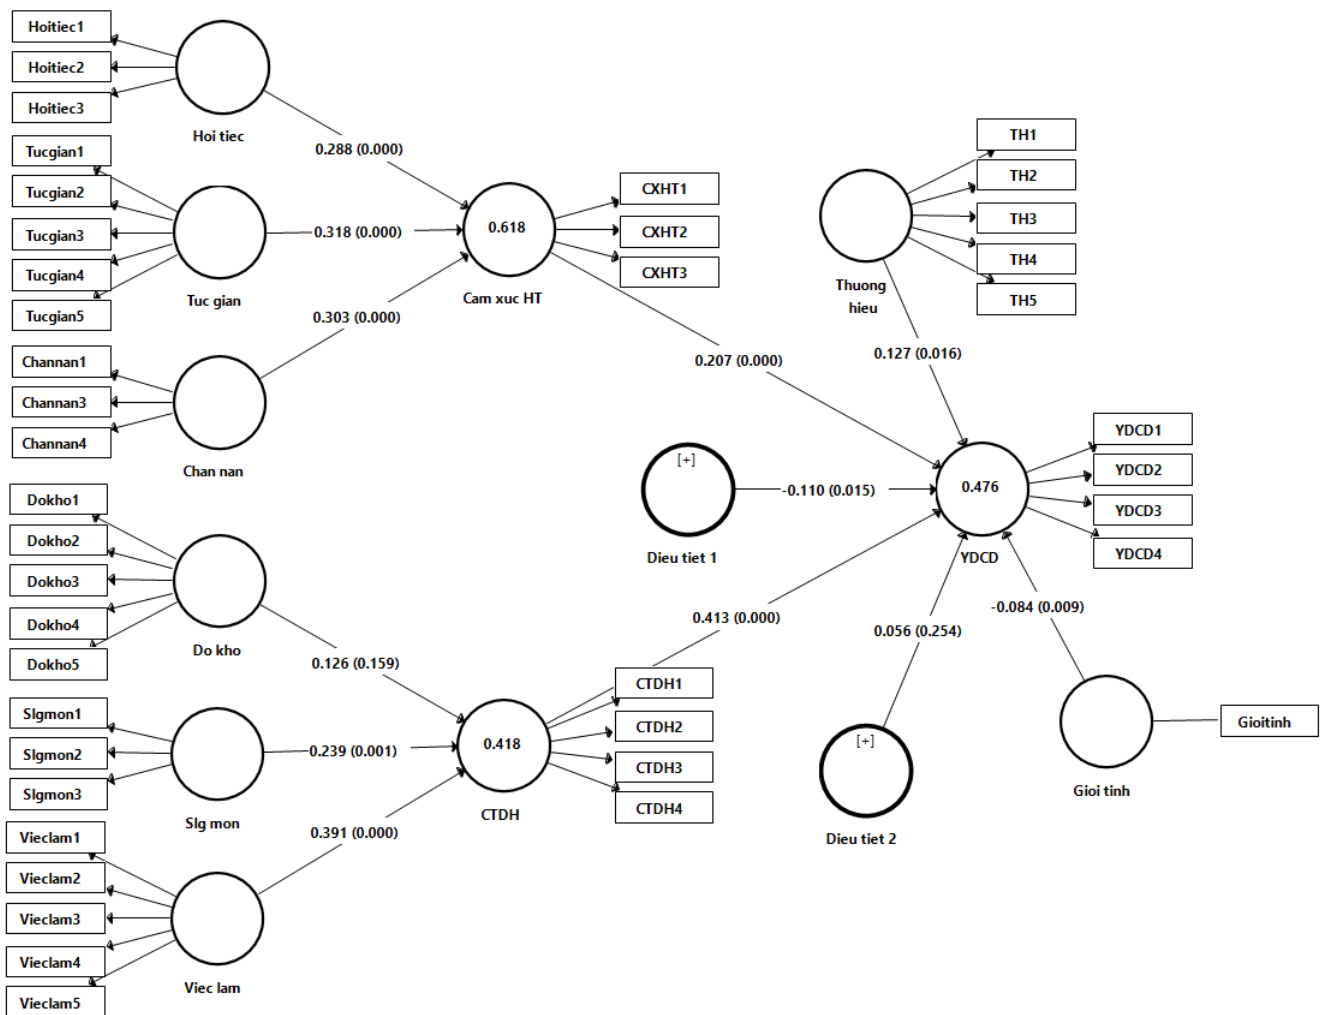 Hoitiec1
Hoitiec2
Hoitiec3
Hoi tiec
Tucgian1
Tucgian2
Tucgian3
Tucgian4
Tucgian5
Tuc gian
Channan1
Channan3
Channan4
Chan nan
Dokho1
Dokho2
Dokho3
Dokho4
Dokho5
Do kho
Slgmon1
Slgmon2
Slgmon3
Slg mon
Vieclam1
Vieclam2
Vieclam3
Vieclam4
Vieclam5
Viec lam
0.288 (0.000)
0.318 (0.000)
0.303 (0.000)
0.126 (0.159)
0.239 (0.001)
0.391 (0.000)
0.618
Cam xuc HT
CXHT1
CXHT2
CXHT3
0.418
CTDH
CTDH1
CTDH2
CTDH3
CTDH4
0.207 (0.000)
0.413 (0.000)
[+]
Dieu tiet 1
-0.110 (0.015)
Thuong
hieu
TH1
TH2
TH3
TH4
TH5
0.127 (0.016)
0.476
YDCD
YDCD1
YDCD2
YDCD3
YDCD4
0.056 (0.254)
[+]
Dieu tiet 2
-0.084 (0.009)
Gioi tinh
Gioitinh